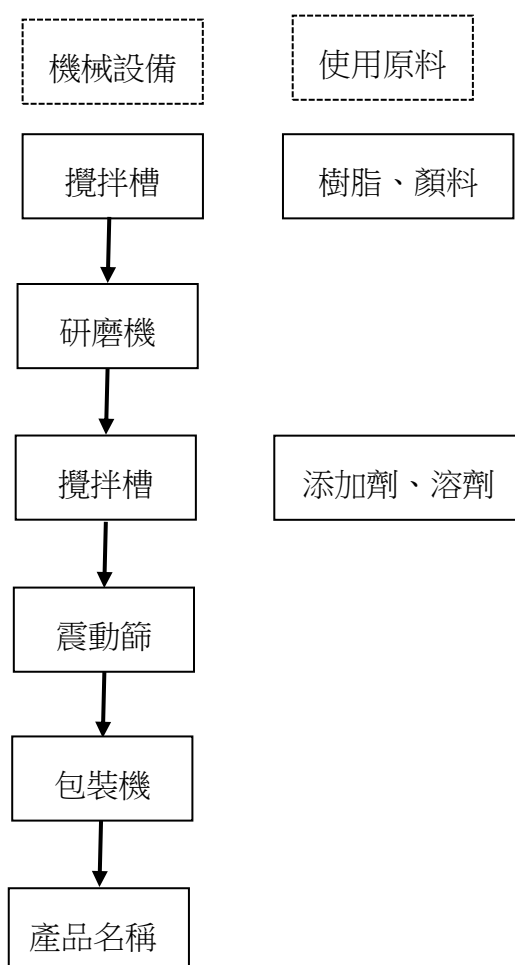 機械設備
使用原料
攪拌槽
樹脂、顏料
研磨機
攪拌槽
添加劑、溶劑
震動篩
包裝機
產品名稱